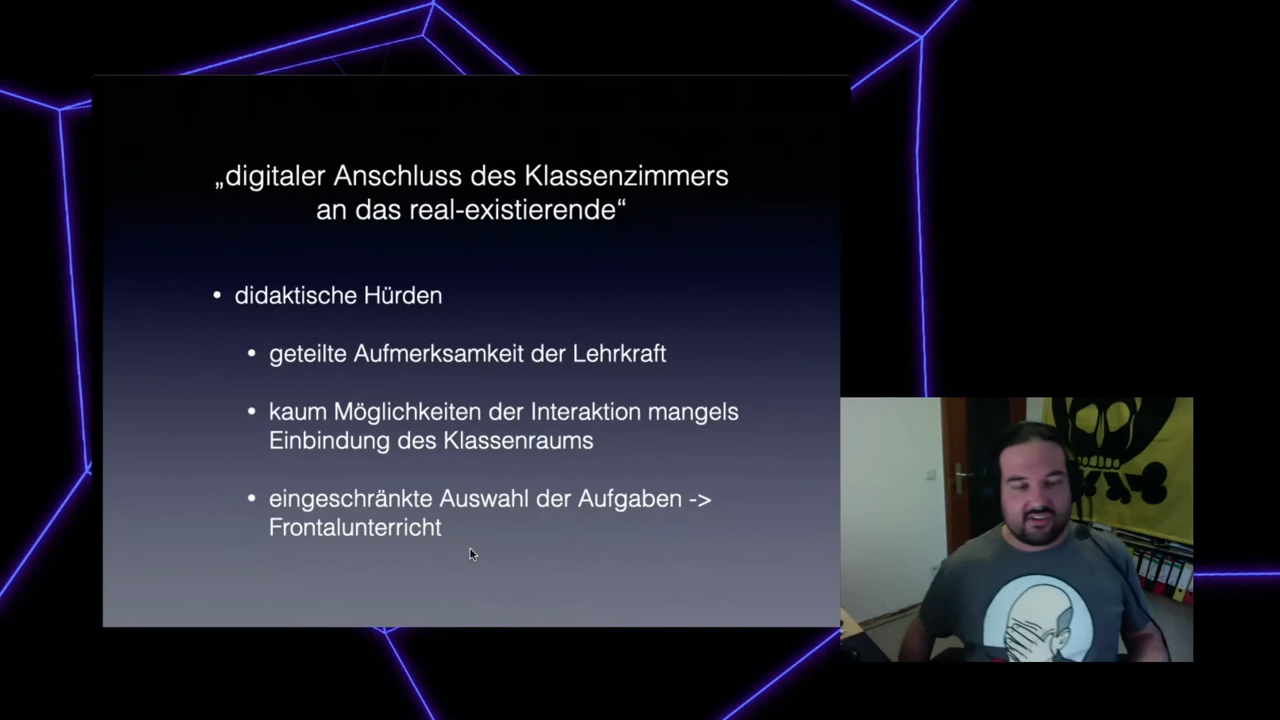 „digitaler Anschluss des Klassenzimmers
an das real-existierende“
• didaktische Hürden
• geteilte Aufmerksamkeit der Lehrkraft
• kaum Möglichkeiten der Interaktion mangels
Einbindung des Klassenraums
• eingeschränkte Auswahl der Aufgaben ->
Frontalunterricht